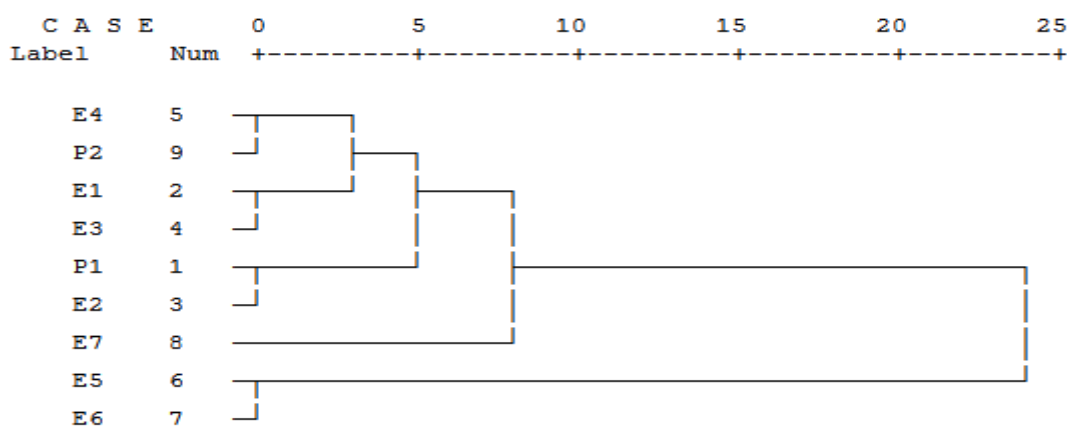 C A S E 0 5 10 15 20 25
Label Num +---------+---------+---------+---------+---------+
E4 5
P2 9
E1 2
E3 4
P1 1
E2 3
E7 8
E5 6
E6 7